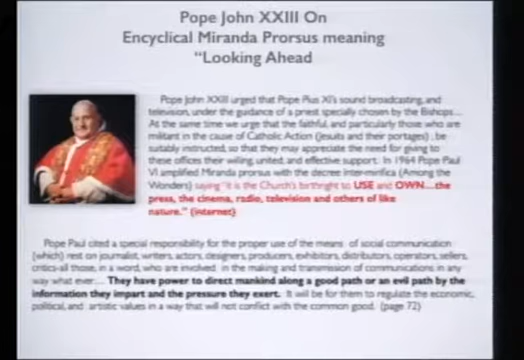 Pope John XXIII On
Encyclical Miranda Prorsus meaning
"Looking Ahead
Pope John XXIII urged that Pope Pius XI's sound broadcasting, and
television, under the guidance of a priest specially chosen by the Bishops...
At the same time we urge that the faithful, and particularly those who are
militant in the cause of Catholic Action (Jesuits and their portages) , be
suitably instructed, so that they may appreciate the need for giving to
these offices their willing, united, and effective support. In 1964 Pope Paul
VI amplified Miranda prorsus with the decree Inter-mirifica (Among the
Wonders) saying "it is the Church's birthright to USE and OWN....the
press, the cinema, radio, television and others of like
nature." (internet)
Pope Paul cited a special responsibility for the proper use of the means of social communication
(which) rest on journalist, writers, actors, designers, producers, exhibitors, distributors, operators, sellers,
critics-all those, in a word, who are involved in the making and transmission of communications in any
way what ever.... They have power to direct mankind along a good path or an evil path by the
information they impart and the pressure they exert. It will be for them to regulate the economic,
political, and artistic values in a way that will not conflict with the common good. (page 72)